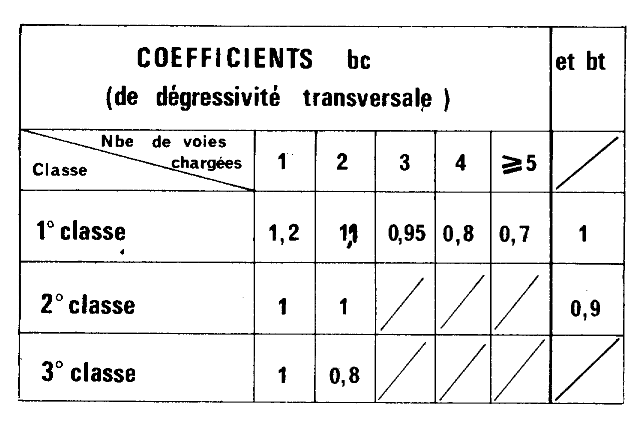 COEFFICIENTS bc
(de dégressivité transversale)
et bt
Nbe de voies
chargées
Classe
1 2 3 4 ⩾5
1° classe 1,2 1,1 0,95 0,8 0,7 1
2° classe 1 1 0,9
3° classe 1 0,8